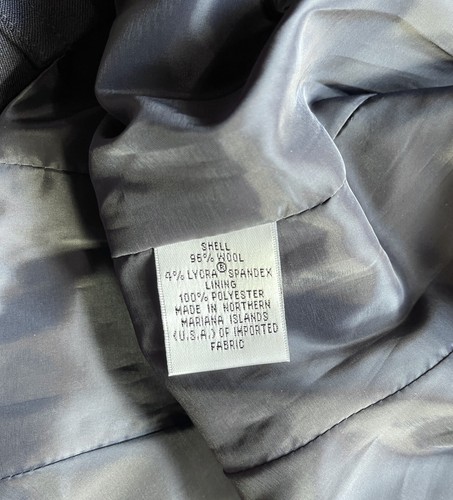 SHELL
96% WOOL
4% LYCRA® SPANDEX
LINING
100% POLYESTER
MADE IN NORTHERN
MARIANA ISLANDS
(U.S.A.) OF IMPORTED
FABRIC